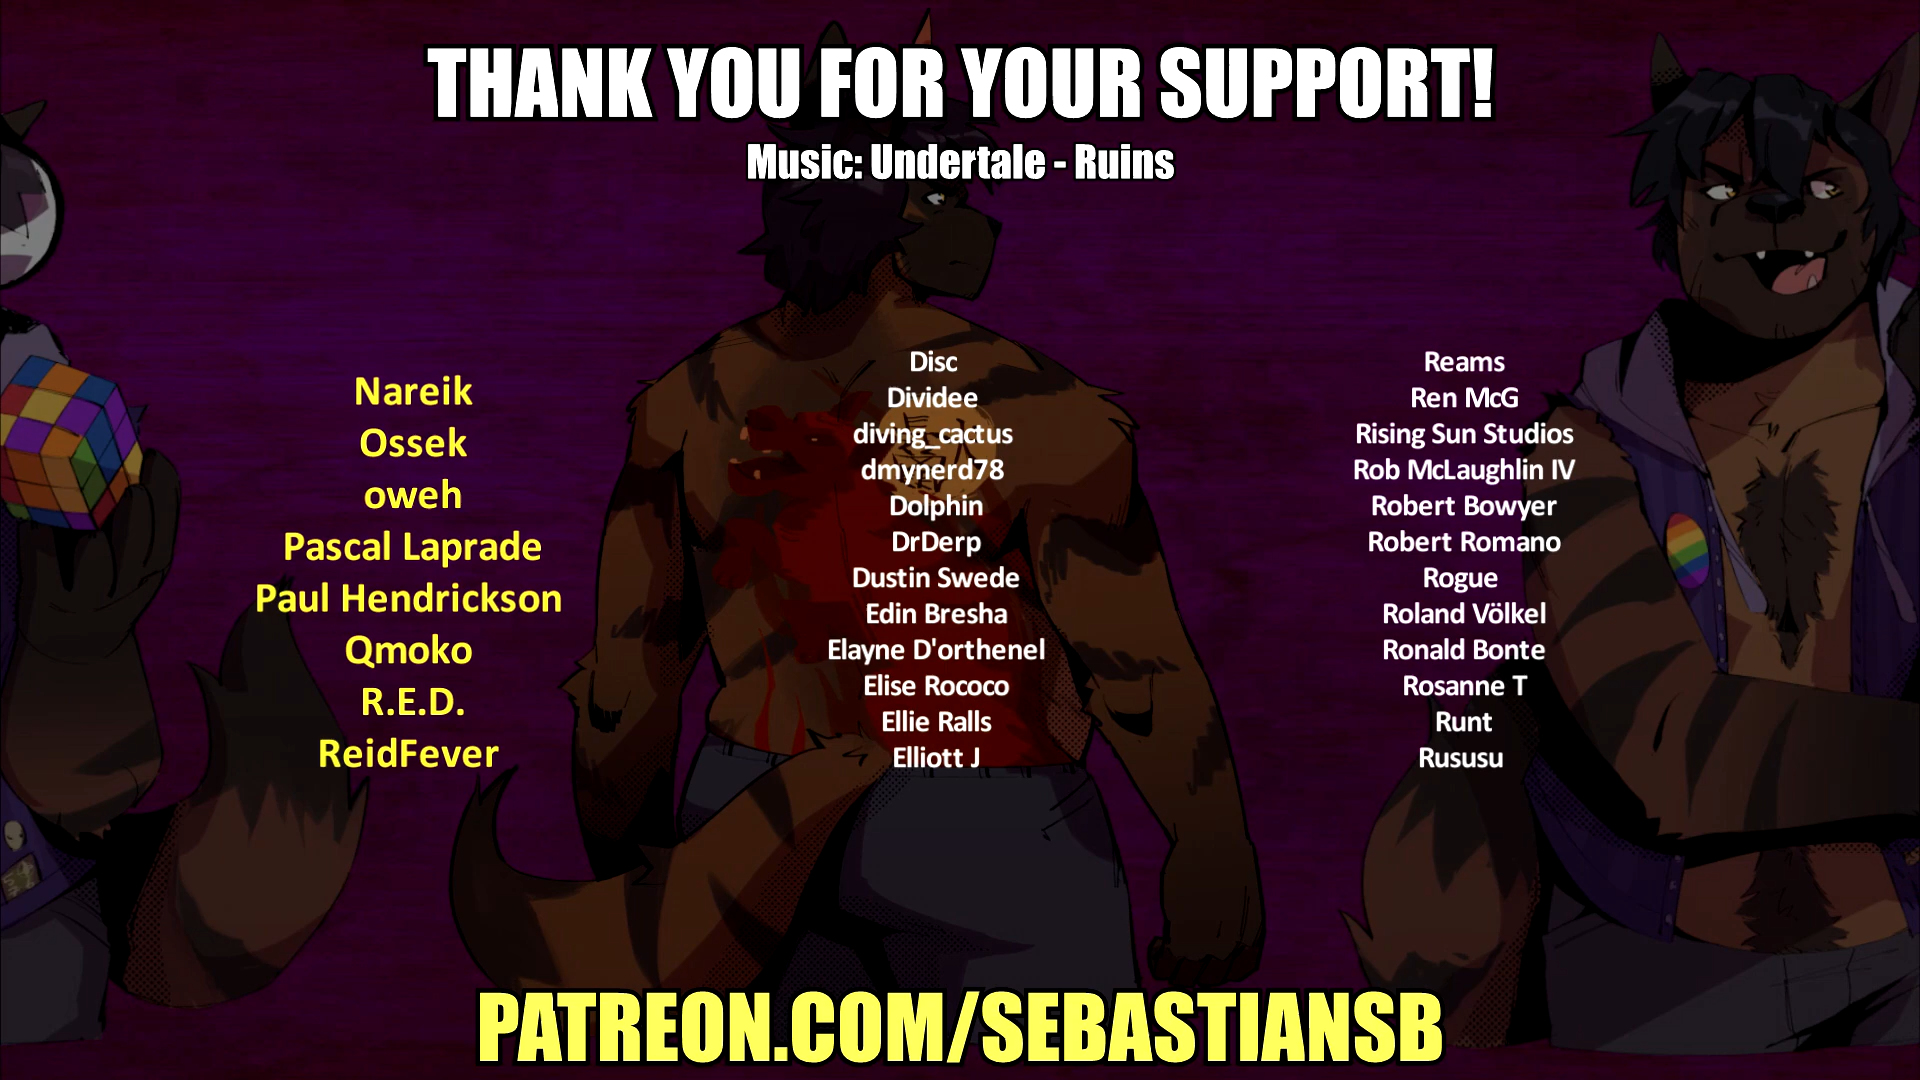 THANK YOU FOR YOUR SUPPORT!
Music: Undertale - Ruins
Nareik
Ossek
oweh
Pascal Laprade
Paul Hendrickson
Qmoko
R.E.D.
ReidFever
Disc
Dividee
diving_cactus
dmynerd78
Dolphin
DrDerp
Dustin Swede
Edin Bresha
Elayne D'orthenel
Elise Rococo
Ellie Ralls
Elliott J
Reams
Ren McG
Rising Sun Studios
Rob McLaughlin IV
Robert Bowyer
Robert Romano
Rogue
Roland Völkel
Ronald Bonte
Rosanne T
Runt
Rususu
PATREON.COM/SEBASTIANSB